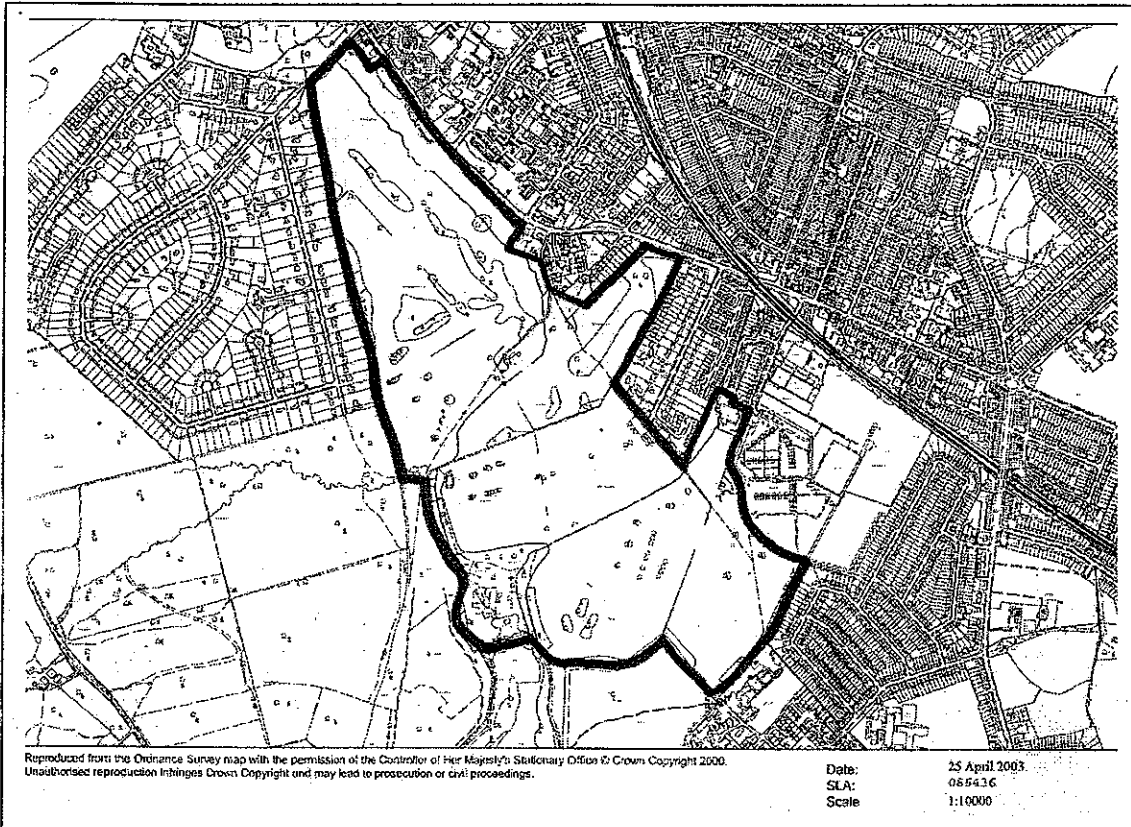 Reproduced from the Ordnance Survey map with the permission of the Controller of Her Majesty's Stationary Office © Crown Copyright 2000.
Unauthorised reproduction infringes Crown Copyright and may lead to prosecution or civil proceedings.
Date: 25 April 2003
SLA: 085436
Scale 1:10000